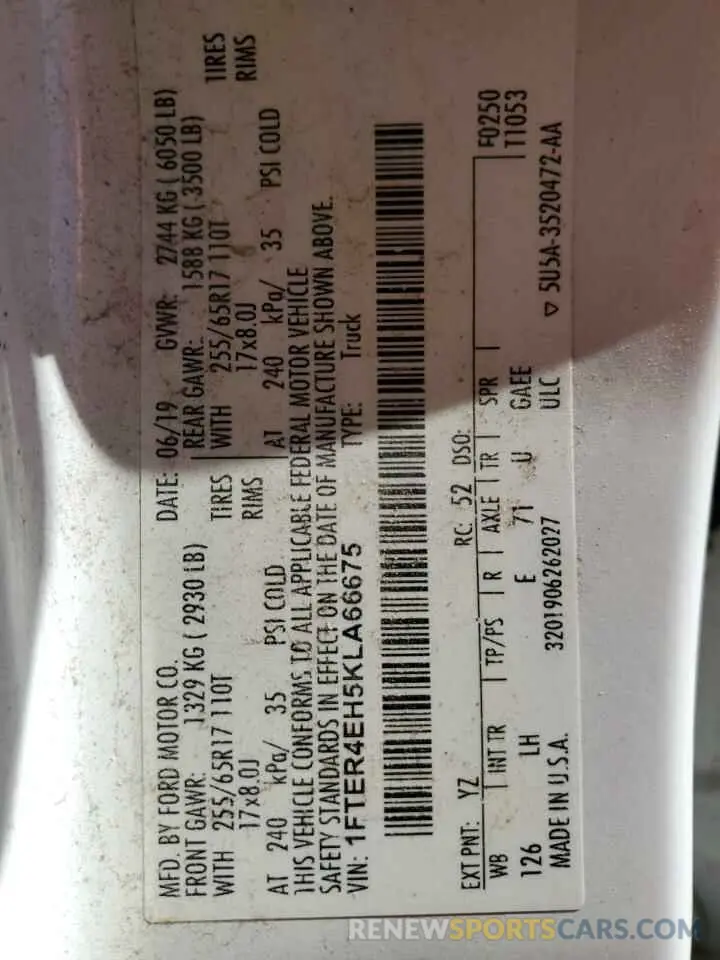 MFD. BY FORD MOTOR CO. DATE: 06/19 GVWR: 2744 KG ( 6050 LB)
FRONT GAWR: 1329 KG ( 2930 LB) REAR GAWR: 1588 KG ( 3500 LB)
WITH 255/65R17 110T TIRES WITH 255/65R17 110T TIRES
17x8.0J RIMS 17x8.0J RIMS
AT 240 kPa/ 35 PSI COLD AT 240 kPa/ 35 PSI COLD
THIS VEHICLE CONFORMS TO ALL APPLICABLE FEDERAL MOTOR VEHICLE
SAFETY STANDARDS IN EFFECT ON THE DATE OF MANUFACTURE SHOWN ABOVE.
VIN: 1FTER4EH5KLA66675 TYPE: Truck
EXT PNT: YZ RC: 52 DSO: F0250
WB INT TR TP/PS R AXLE TR SPR T1053
126 LH E 71 U GAEE
MADE IN U.S.A. 3201906262027 ULC 5U5A-3520472-AA
RENEWSPORTSCARS.COM